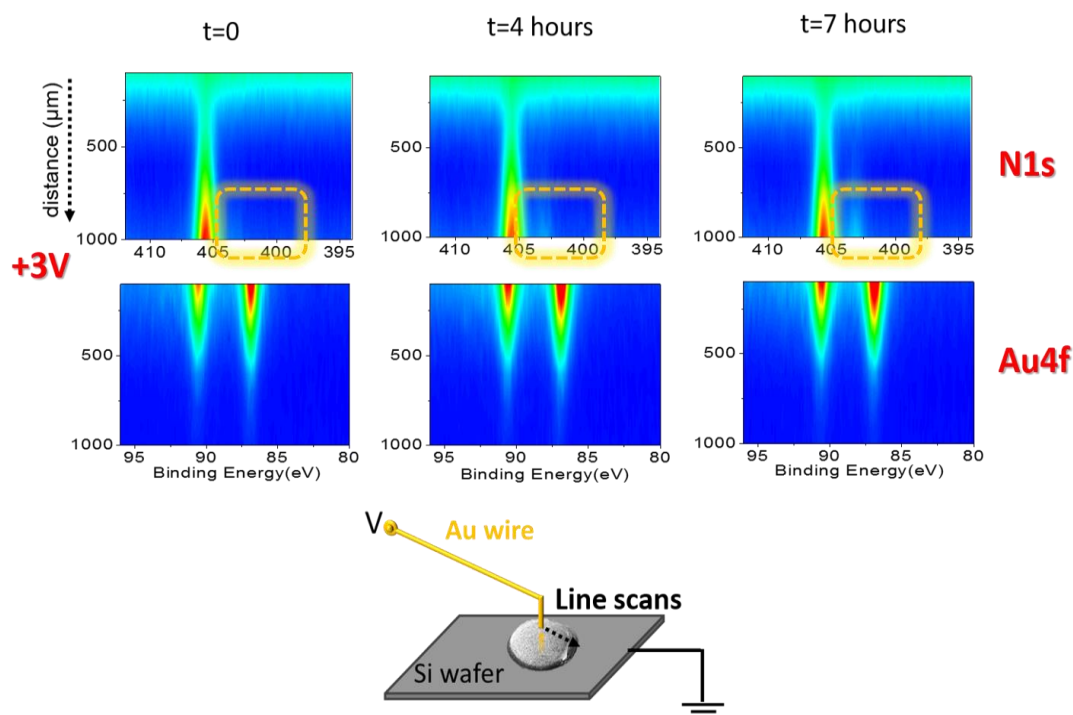 t=0
t=4 hours
t=7 hours
distance (µm)
500
1000
410
405
400
395
500
1000
410
405
400
395
500
1000
410
405
400
395
N1s
+3V
500
1000
95
90
85
80
Binding Energy(eV)
500
1000
95
90
85
80
Binding Energy(eV)
500
1000
95
90
85
80
Binding Energy(eV)
Au4f
V
Au wire
Line scans
Si wafer